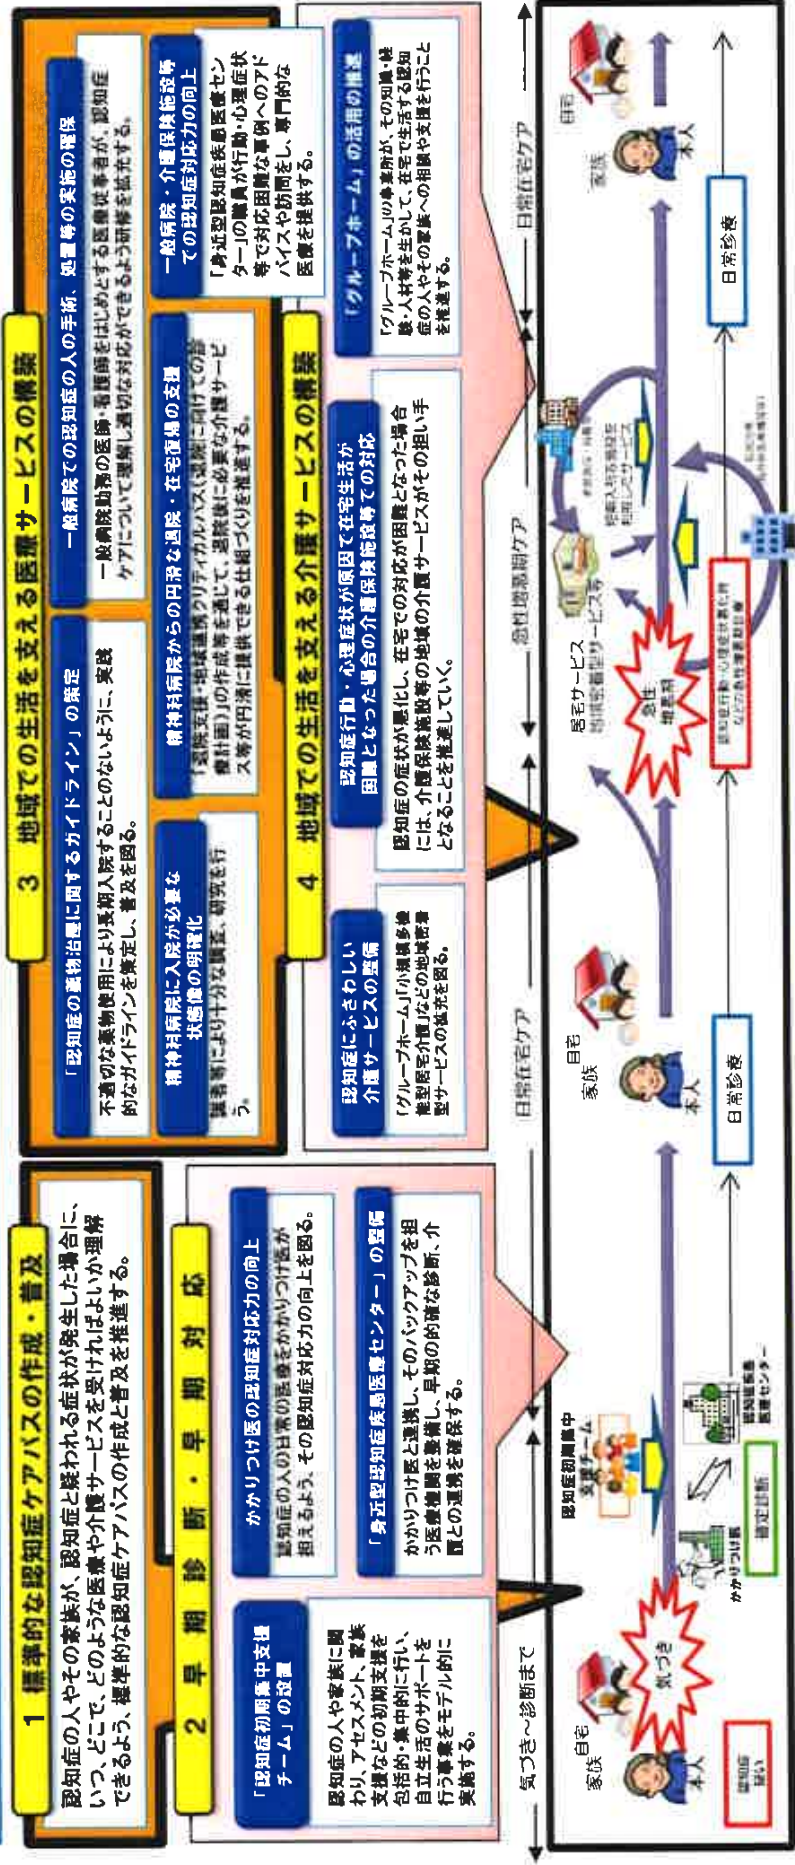 1 標準的な認知症ケアパスの作成・普及
認知症の人やその家族が、認知症と疑われる症状が発生した場合に、
いつ、どこで、どのような医療や介護サービスを受ければよいか理解
できるよう、標準的な認知症ケアパスの作成と普及を推進する。
2 早期診断・早期対応
「認知症初期集中支援
チーム」の設置
認知症の人や家族に関
わり、アセスメント、家族
支援などの初期支援を
包括的・集中的に行い、
自立生活のサポートを
行う事業をモデル的に
実施する。
かかりつけ医の認知症対応力の向上
認知症の人の日常の医療をかかりつけ医が
担えるよう、その認知症対応力の向上を図る。
「身近型認知症疾患医療センター」の整備
かかりつけ医と連携し、そのバックアップを担
う医療機関を整備し、早期の的確な診断、介
護との連携を確保する。
3 地域での生活を支える医療サービスの構築
「認知症の薬物治療に関するガイドライン」の策定
不適切な薬物使用により長期入院することのないように、実践
的なガイドラインを策定し、普及を図る。
一般病院での認知症の人の手術、処置等の実施の確保
一般病院勤務の医師・看護師をはじめとする医療従事者が、認知症
ケアについて理解し適切な対応ができるよう研修を拡充する。
精神科病院に入院が必要な
状態像の明確化
識者等により十分な調査、研究を行
う。
精神科病院からの円滑な退院・在宅復帰の支援
「退院支援・地域連携クリティカルパス(退院に向けての診
療計画)」の作成等を通じて、退院後に必要な介護サービ
ス等が円滑に提供できる仕組づくりを推進する。
一般病院・介護保険施設等
での認知症対応力の向上
「身近型認知症疾患医療セン
ター」の職員が行動・心理症状
等で対応困難な事例へのアド
バイスや訪問をし、専門的な
医療を提供する。
4 地域での生活を支える介護サービスの構築
認知症にふさわしい
介護サービスの整備
「グループホーム」「小規模多機
能型居宅介護」などの地域密着
型サービスの拡充を図る。
認知症行動・心理症状が原因で在宅生活が
困難となった場合の介護保険施設等での対応
認知症の症状が悪化し、在宅での対応が困難となった場合
には、介護保険施設等の地域の介護サービスがその担い手
となることを推進していく。
「グループホーム」の活用の推進
「グループホーム」の事業所が、その知識・経
験・人材等を生かして、在宅で生活する認知
症の人やその家族への相談や支援を行うこと
を推進する。
気づき～診断まで
日常在宅ケア
急性増悪期ケア
日常在宅ケア
自宅
家族
本人
気づき
認知症
疑い
認知症初期集中
支援チーム
かかりつけ医
認知症疾患
医療センター
確定診断
自宅
家族
本人
日常診療
居宅サービス
地域密着型サービス等
急性
増悪期
認知症行動・心理症状悪化時
などの急性増悪期診療
短期入所等施設を
利用したサービス
自宅
家族
本人
日常診療